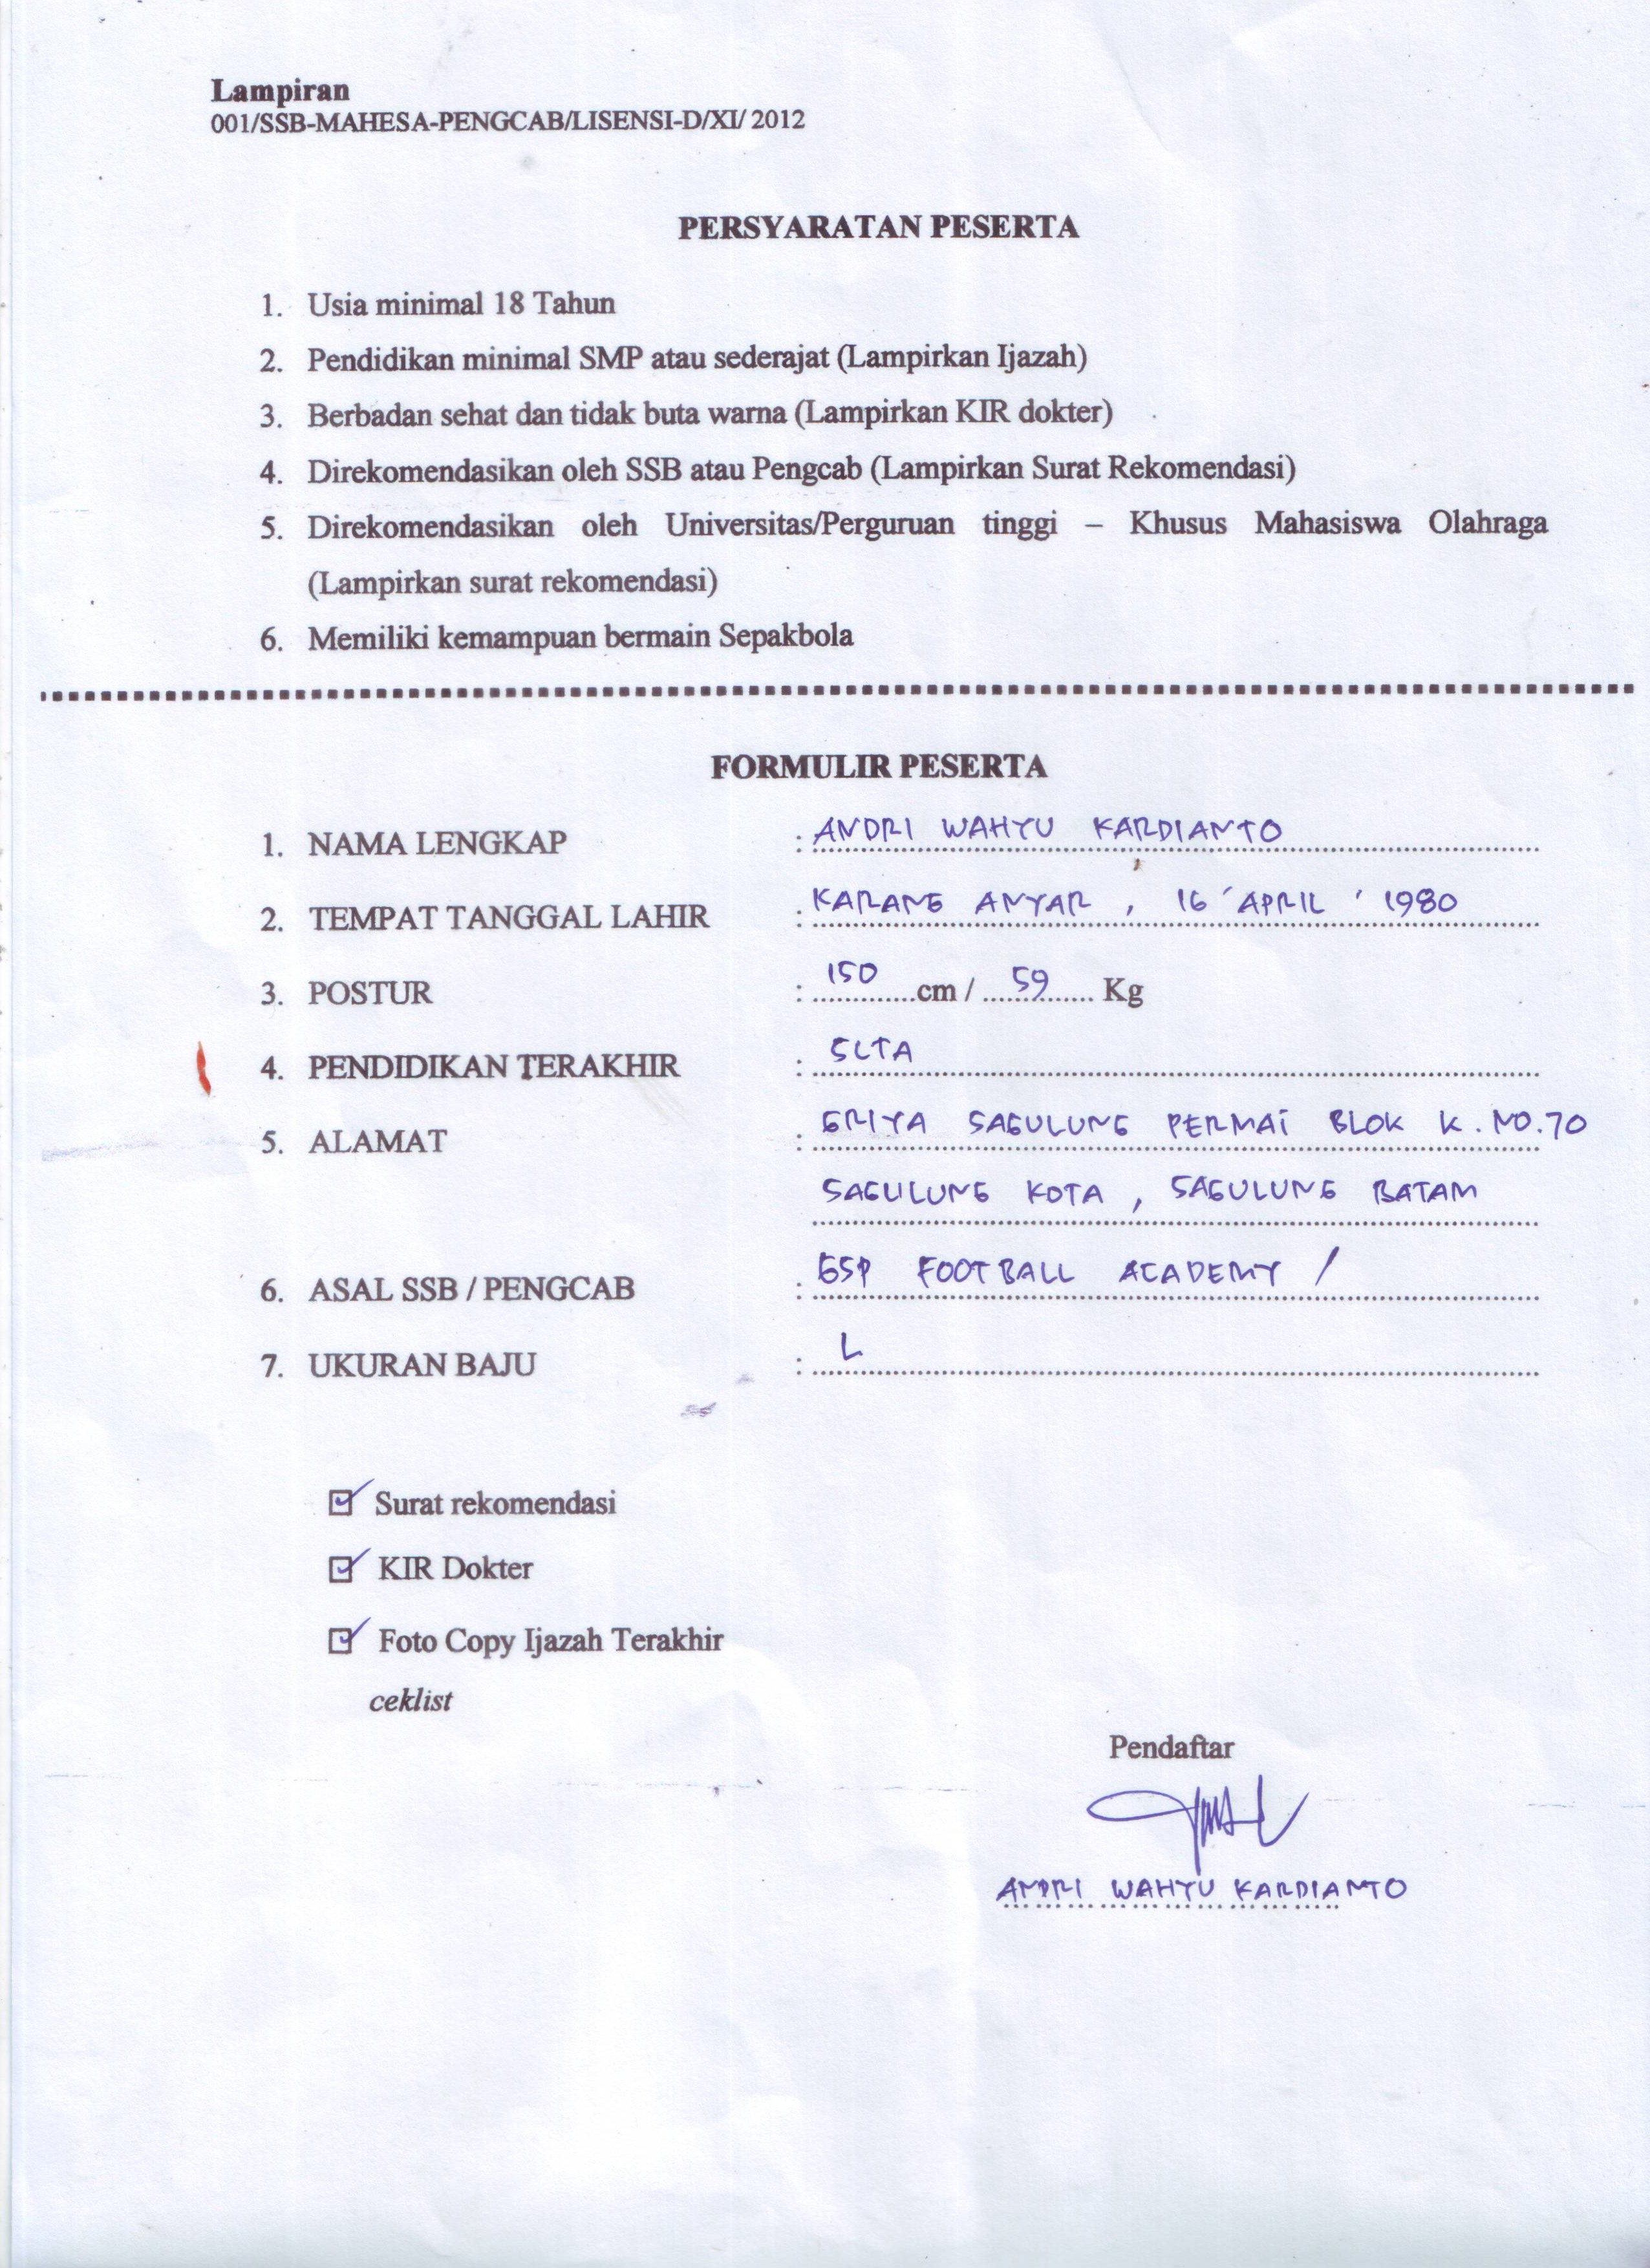 Lampiran
001/SSB-MAHESA-PENGCAB/LISENSI-D/XI/ 2012
PERSYARATAN PESERTA
1. Usia minimal 18 Tahun
2. Pendidikan minimal SMP atau sederajat (Lampirkan Ijazah)
3. Berbadan sehat dan tidak buta warna (Lampirkan KIR dokter)
4. Direkomendasikan oleh SSB atau Pengcab (Lampirkan Surat Rekomendasi)
5. Direkomendasikan oleh Universitas/Perguruan tinggi – Khusus Mahasiswa Olahraga
(Lampirkan surat rekomendasi)
6. Memiliki kemampuan bermain Sepakbola
FORMULIR PESERTA
1. NAMA LENGKAP : ANDRI WAHYU KARDIANTO
2. TEMPAT TANGGAL LAHIR : KARANG ANYAR , 16 ' APRIL ' 1980
3. POSTUR : 150 cm / 59 Kg
4. PENDIDIKAN TERAKHIR : SLTA
5. ALAMAT : GRIYA SAGULUNG PERMAI BLOK K. NO.70
SAGULUNG KOTA , SAGULUNG BATAM
6. ASAL SSB / PENGCAB : GSP FOOTBALL ACADEMY /
7. UKURAN BAJU : L
☑ Surat rekomendasi
☑ KIR Dokter
☑ Foto Copy Ijazah Terakhir
ceklist
Pendaftar
ANDRI WAHYU KARDIANTO